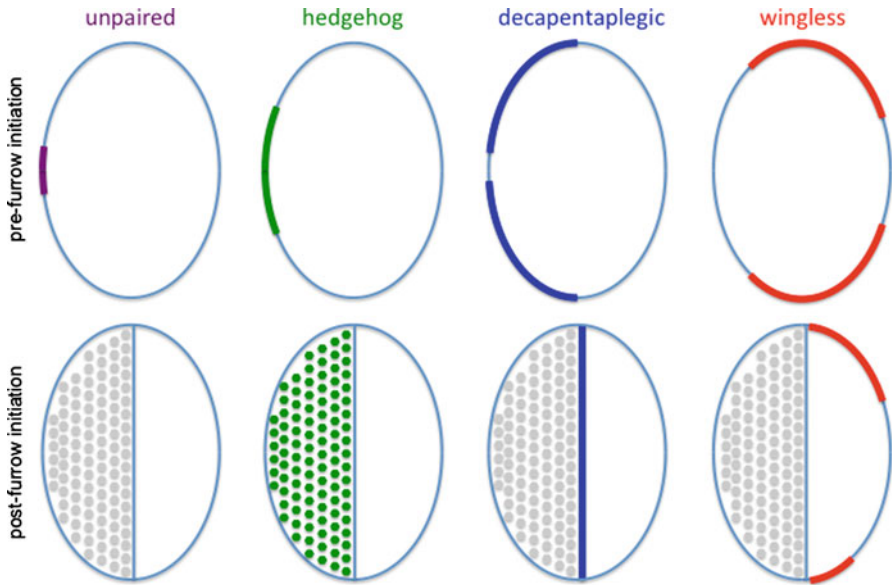 unpaired hedgehog decapentaplegic wingless
pre-furrow initiation
post-furrow initiation